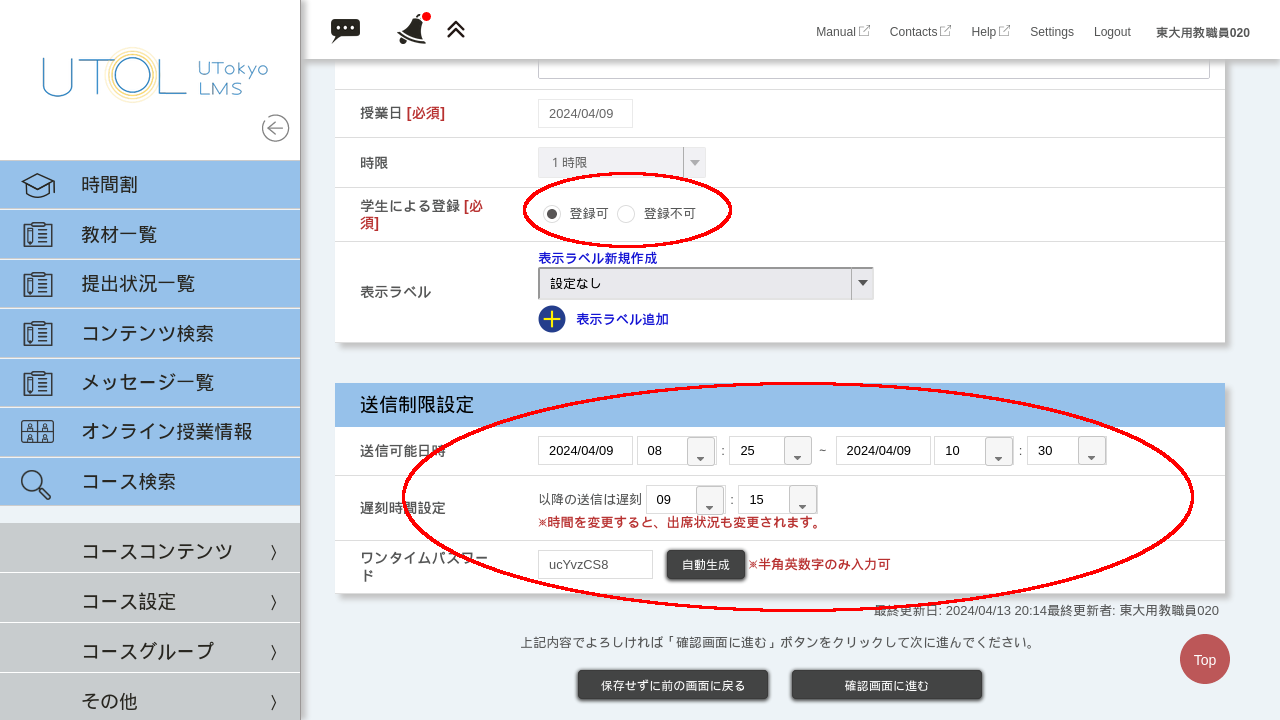 UTOL UTokyo LMS
Manual Contacts Help Settings Logout 東大用教職員020
時間割
教材一覧
提出状況一覧
コンテンツ検索
メッセージ一覧
オンライン授業情報
コース検索
コースコンテンツ
コース設定
コースグループ
その他
授業日 [必須] 2024/04/09
時限 1 時限
学生による登録 [必須] 登録可 登録不可
表示ラベル新規作成
表示ラベル 設定なし
表示ラベル追加
送信制限設定
送信可能日時 2024/04/09 08 : 25 ~ 2024/04/09 10 : 30
遅刻時間設定 以降の送信は遅刻 09 : 15
※時間を変更すると、出席状況も変更されます。
ワンタイムパスワード ucYvzCS8 自動生成 ※半角英数字のみ入力可
最終更新日: 2024/04/13 20:14最終更新者: 東大用教職員020
上記内容でよろしければ「確認画面に進む」ボタンをクリックして次に進んでください。
保存せずに前の画面に戻る 確認画面に進む
Top